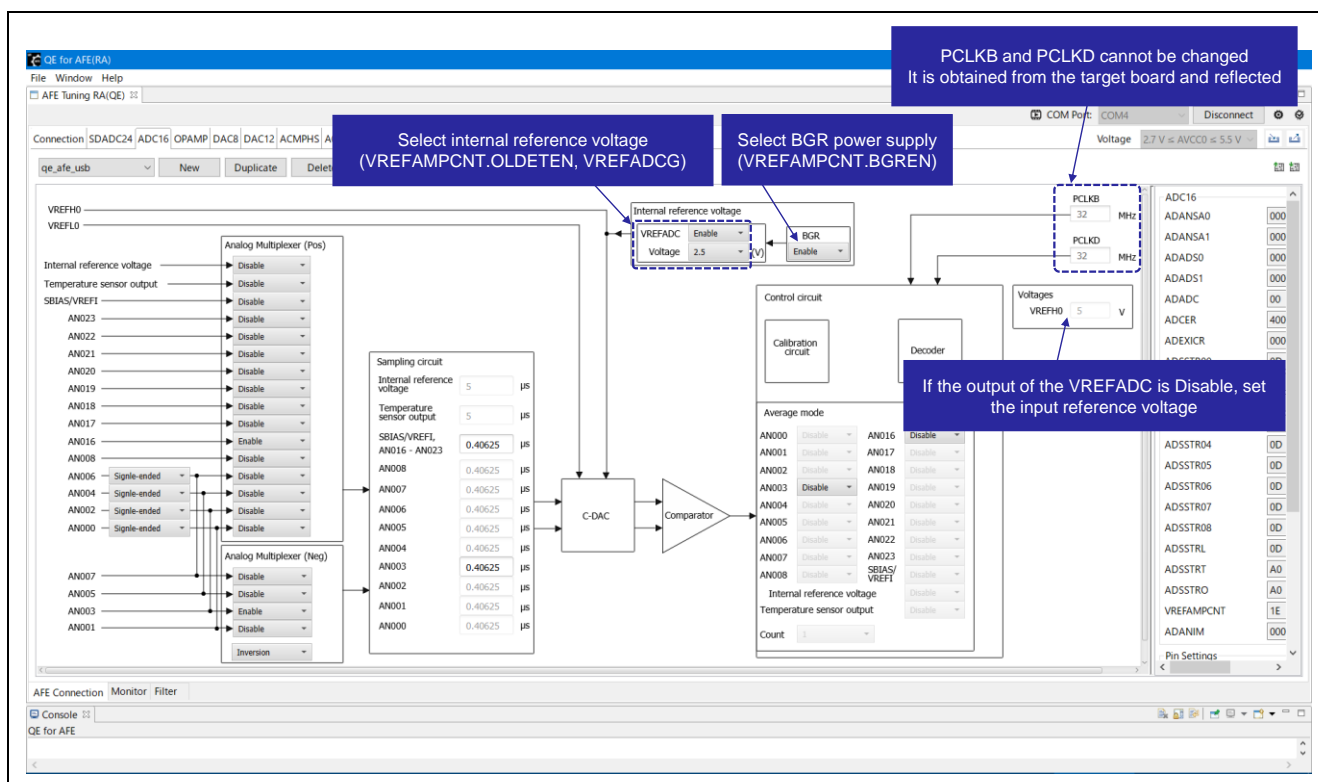 QE for AFE(RA)
PCLKB and PCLKD cannot be changed
It is obtained from the target board and reflected
File Window Help
AFE Tuning RA(QE)
COM Port: COM4 Disconnect
Connection SDADC24 ADC16 OPAMP DAC8 DAC12 ACMPHS
Select internal reference voltage
(VREFAMPCNT.OLDETEN, VREFADCG)
Select BGR power supply
(VREFAMPCNT.BGREN)
Voltage 2.7 V ≤ AVCC0 ≤ 5.5 V
qe_afe_usb New Duplicate Delet
VREFH0
VREFL0
Internal reference voltage
VREFADC Enable
Voltage 2.5 (V)
BGR
Enable
PCLKB
32 MHz
PCLKD
32 MHz
Analog Multiplexer (Pos)
Internal reference voltage Disable
Temperature sensor output Disable
SBIAS/VREFI Disable
AN023 Disable
AN022 Disable
AN021 Disable
AN020 Disable
AN019 Disable
AN018 Disable
AN017 Disable
AN016 Enable
AN008 Disable
AN006 Signle-ended Disable
AN004 Signle-ended Disable
AN002 Signle-ended Disable
AN000 Signle-ended Disable
Analog Multiplexer (Neg)
AN007 Disable
AN005 Disable
AN003 Enable
AN001 Disable
Inversion
Sampling circuit
Internal reference
voltage 5 µs
Temperature
sensor output 5 µs
SBIAS/VREFI,
AN016 - AN023 0.40625 µs
AN008 0.40625 µs
AN007 0.40625 µs
AN006 0.40625 µs
AN005 0.40625 µs
AN004 0.40625 µs
AN003 0.40625 µs
AN002 0.40625 µs
AN001 0.40625 µs
AN000 0.40625 µs
C-DAC
Comparator
Control circuit
Calibration
circuit
Decoder
Voltages
VREFH0 5 V
If the output of the VREFADC is Disable, set
the input reference voltage
Average mode
AN000 Disable AN016 Disable
AN001 Disable AN017 Disable
AN002 Disable AN018 Disable
AN003 Disable AN019 Disable
AN004 Disable AN020 Disable
AN005 Disable AN021 Disable
AN006 Disable AN022 Disable
AN007 Disable AN023 Disable
AN008 Disable SBIAS/
VREFI Disable
Internal reference voltage Disable
Temperature sensor output Disable
Count 1
ADC16
ADANSA0 000
ADANSA1 000
ADADS0 000
ADADS1 000
ADADC 00
ADCER 400
ADEXICR 000
ADSSTR04 0D
ADSSTR05 0D
ADSSTR06 0D
ADSSTR07 0D
ADSSTR08 0D
ADSSTRL 0D
ADSSTRT A0
ADSSTRO A0
VREFAMPCNT 1E
ADANIM 000
Pin Settings
AFE Connection Monitor Filter
Console
QE for AFE